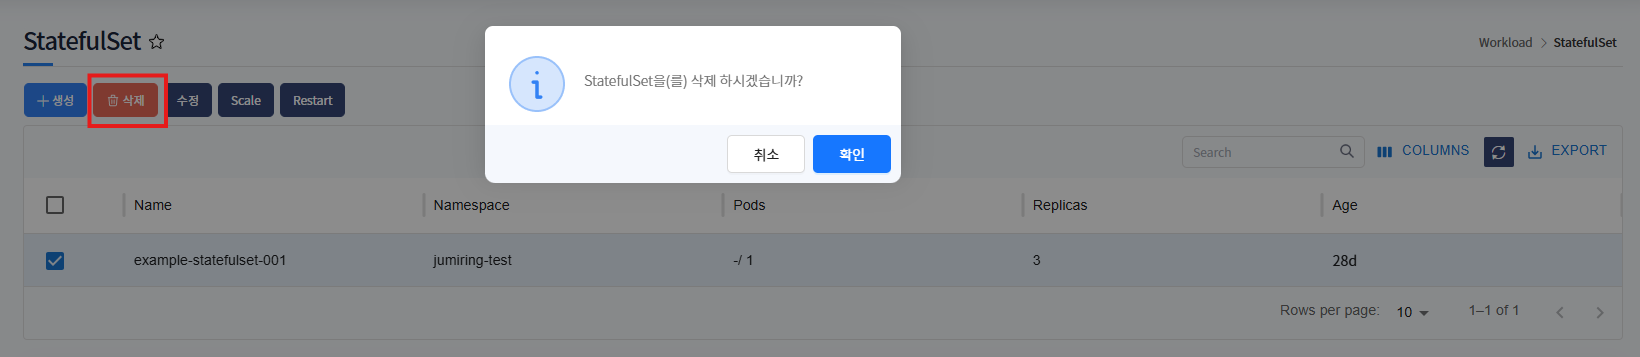 StatefulSet
Workload > StatefulSet
StatefulSet을(를) 삭제 하시겠습니까?
취소 확인
+ 생성 삭제 수정 Scale Restart
Search COLUMNS EXPORT
Name Namespace Pods Replicas Age
example-statefulset-001 jumiring-test -/ 1 3 28d
Rows per page: 10 1–1 of 1